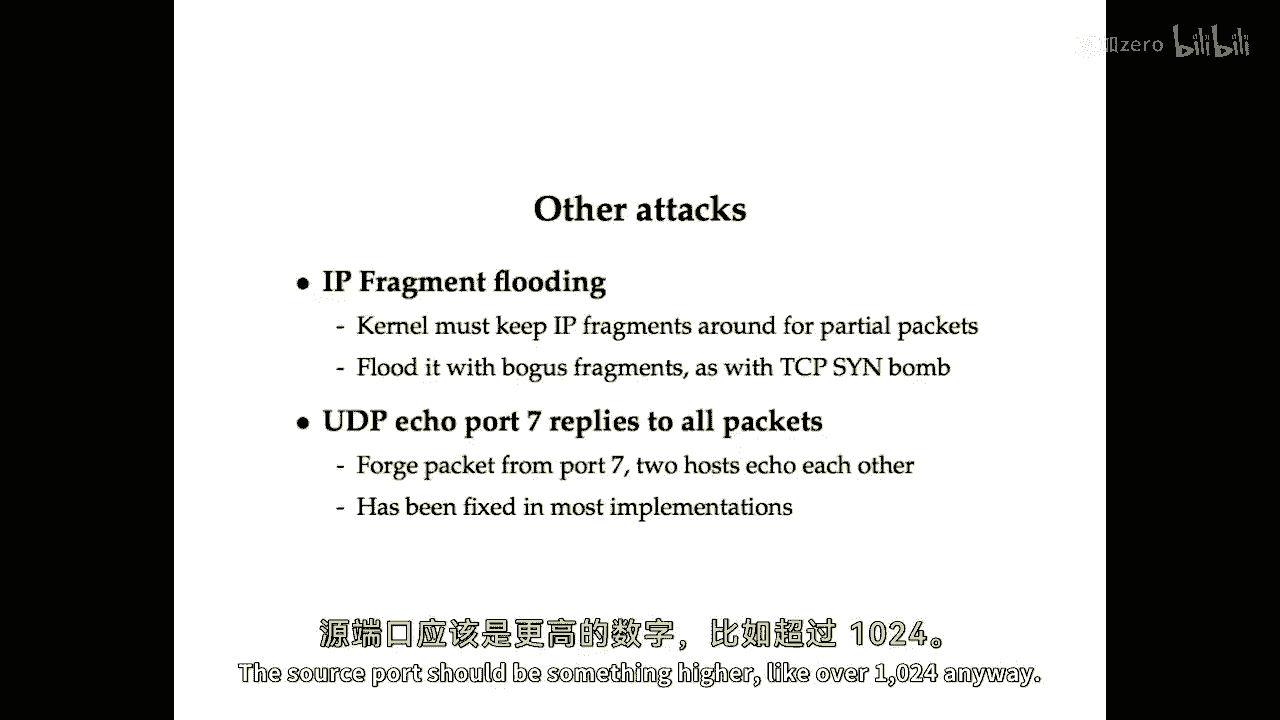 zero bilibili
Other attacks
• IP Fragment flooding
- Kernel must keep IP fragments around for partial packets
- Flood it with bogus fragments, as with TCP SYN bomb
• UDP echo port 7 replies to all packets
- Forge packet from port 7, two hosts echo each other
- Has been fixed in most implementations
源端口应该是更高的数字，比如超过 1024。
The source port should be something higher, like over 1,024 anyway.